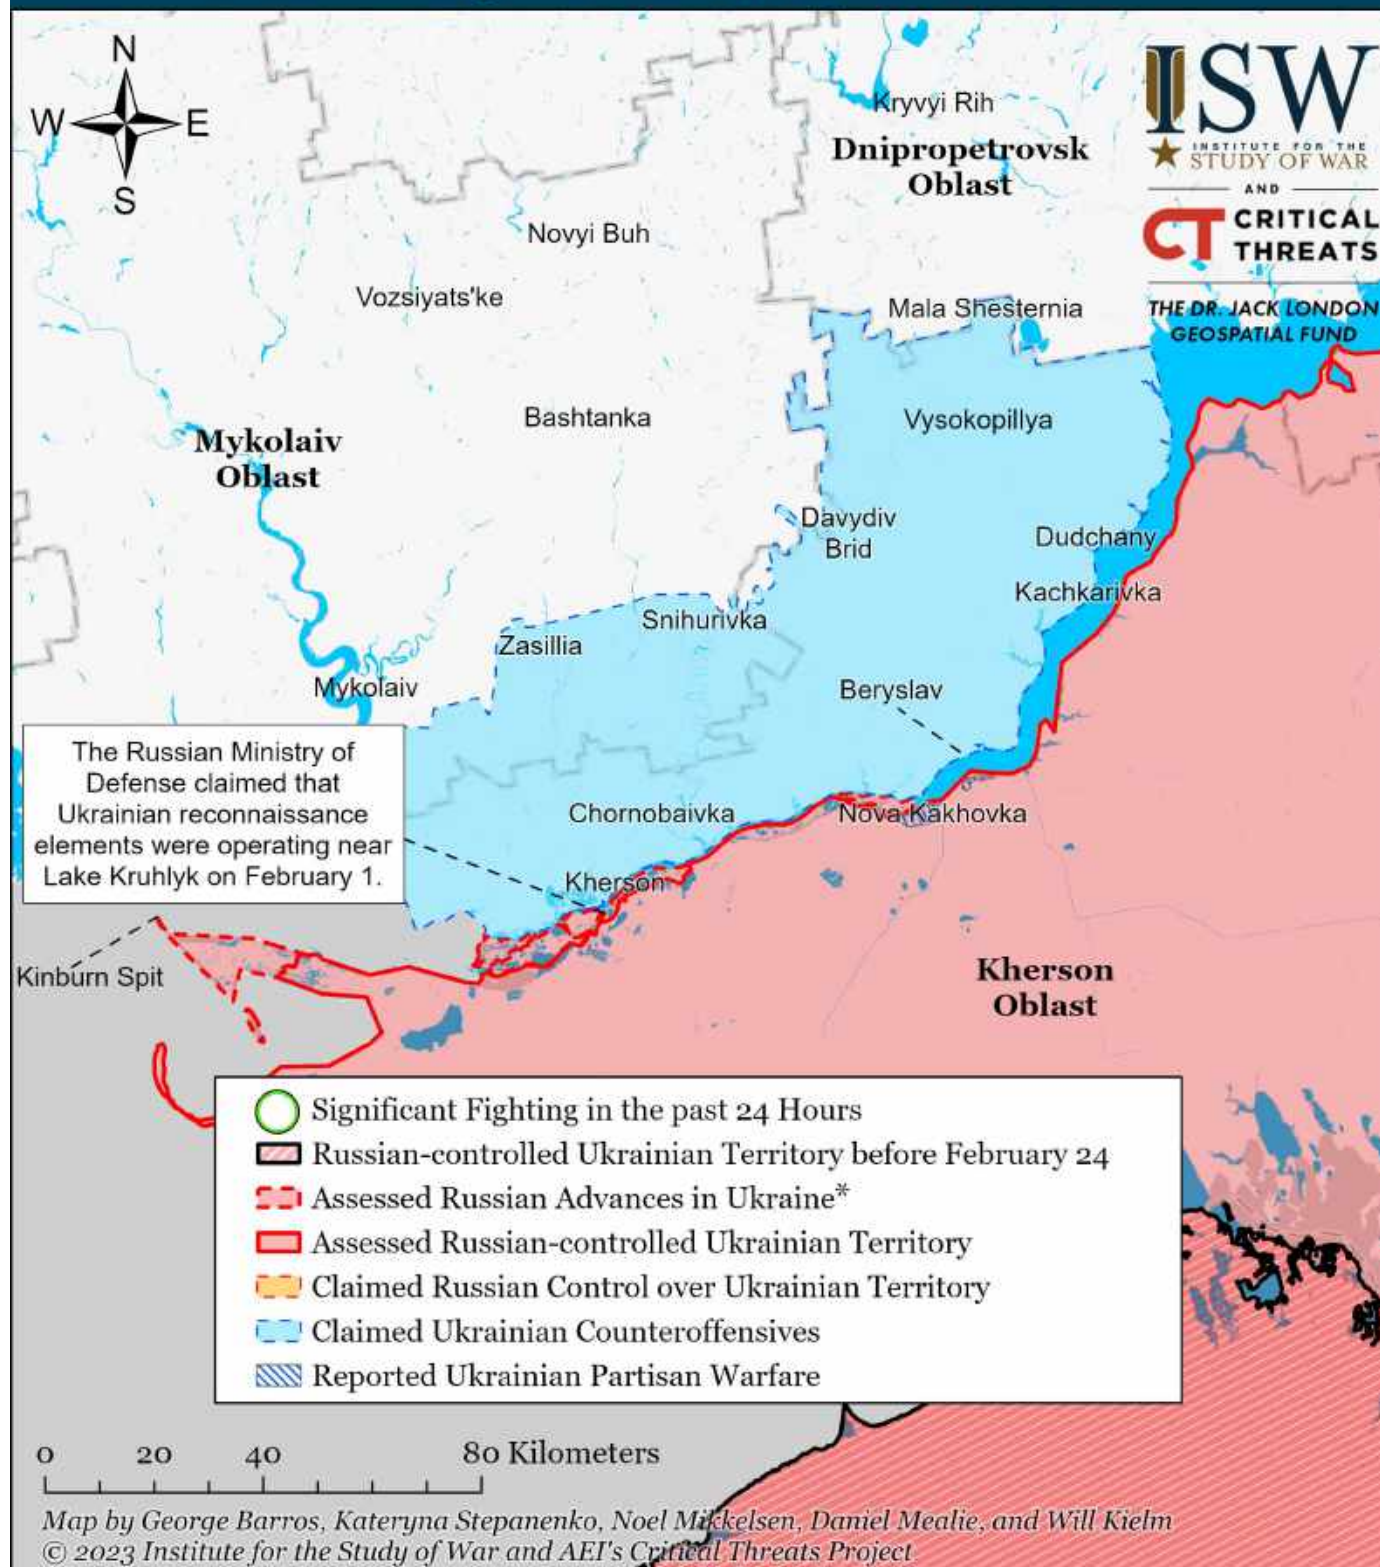 N
W E
S
ISW
INSTITUTE FOR THE
STUDY OF WAR
AND
CT CRITICAL
THREATS
THE DR. JACK LONDON
GEOSPATIAL FUND
Kryvyi Rih
Dnipropetrovsk
Oblast
Novyi Buh
Vozsiyats'ke
Mala Shesternia
Bashtanka
Vysokopillya
Mykolaiv
Oblast
Davydiv
Brid
Dudchany
Kachkarivka
Snihurivka
Zasillia
Mykolaiv
Beryslav
The Russian Ministry of
Defense claimed that
Ukrainian reconnaissance
elements were operating near
Lake Kruhlyk on February 1.
Chornobaivka
Nova Kakhovka
Kherson
Kinburn Spit
Kherson
Oblast
Significant Fighting in the past 24 Hours
Russian-controlled Ukrainian Territory before February 24
Assessed Russian Advances in Ukraine*
Assessed Russian-controlled Ukrainian Territory
Claimed Russian Control over Ukrainian Territory
Claimed Ukrainian Counteroffensives
Reported Ukrainian Partisan Warfare
0 20 40 80 Kilometers
Map by George Barros, Kateryna Stepanenko, Noel Mikkelsen, Daniel Mealie, and Will Kielm
© 2023 Institute for the Study of War and AEI's Critical Threats Project